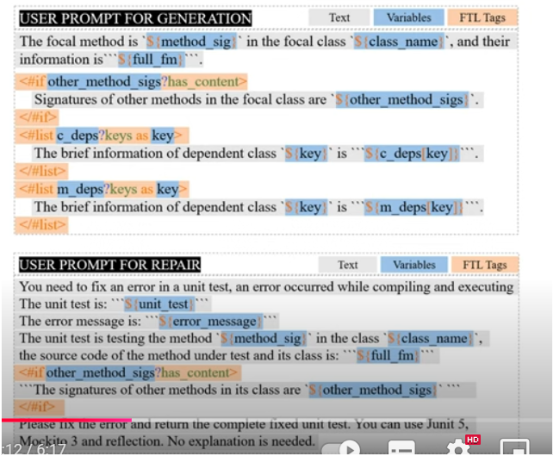 USER PROMPT FOR GENERATION Text Variables FTL Tags
The focal method is `${method_sig}` in the focal class `${class_name}`, and their
information is```${full_fm}```.
<#if other_method_sigs?has_content>
Signatures of other methods in the focal class are `${other_method_sigs}`.
</#if>
<#list c_deps?keys as key>
The brief information of dependent class `${key}` is ```${c_deps[key]}```.
</#list>
<#list m_deps?keys as key>
The brief information of dependent class `${key}` is ```${m_deps[key]}```.
</#list>
USER PROMPT FOR REPAIR Text Variables FTL Tags
You need to fix an error in a unit test, an error occurred while compiling and executing
The unit test is: ```${unit_test}```
The error message is: ```${error_message}```
The unit test is testing the method `${method_sig}` in the class `${class_name}`,
the source code of the method under test and its class is: ```${full_fm}```
<#if other_method_sigs?has_content>
```The signatures of other methods in its class are `${other_method_sigs}` ```
</#if>
Please fix the error and return the complete fixed unit test. You can use Junit 5,
Mockito 3 and reflection. No explanation is needed.
:12 / 6:17 HD